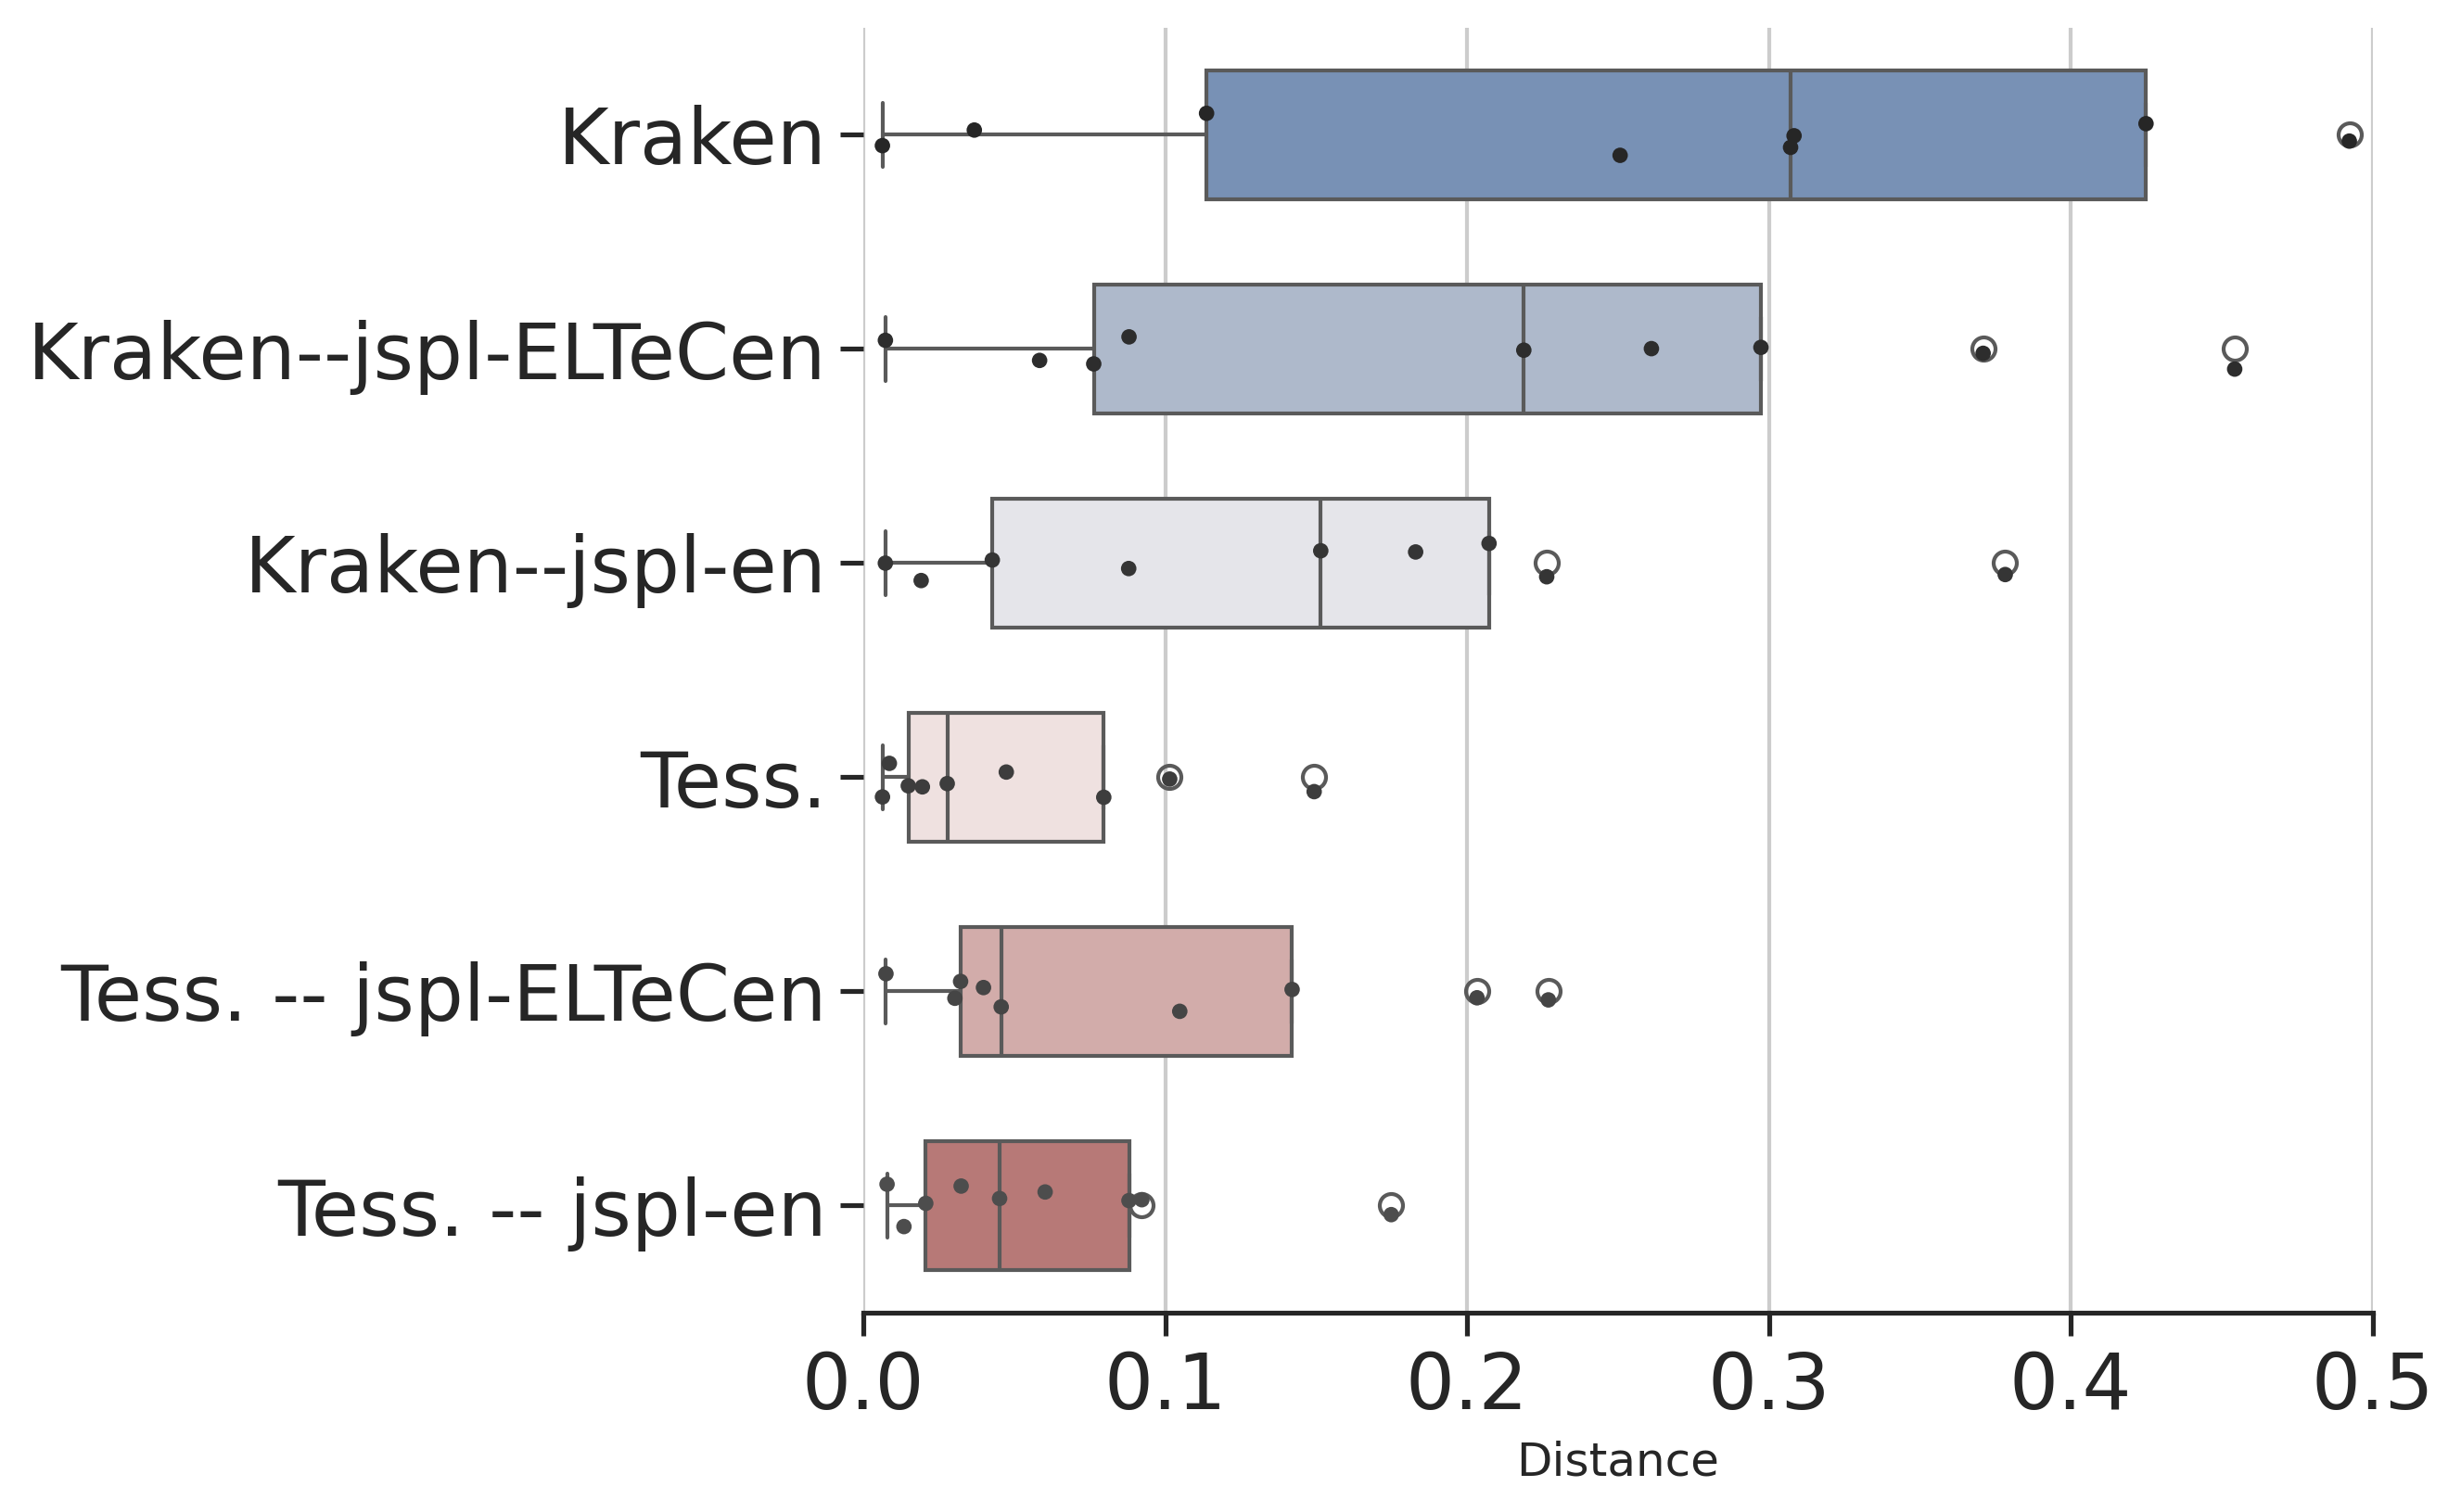 Kraken
Kraken--jspl-ELTeCen
Kraken--jspl-en
Tess.
Tess. -- jspl-ELTeCen
Tess. -- jspl-en
0.0 0.1 0.2 0.3 0.4 0.5
Distance